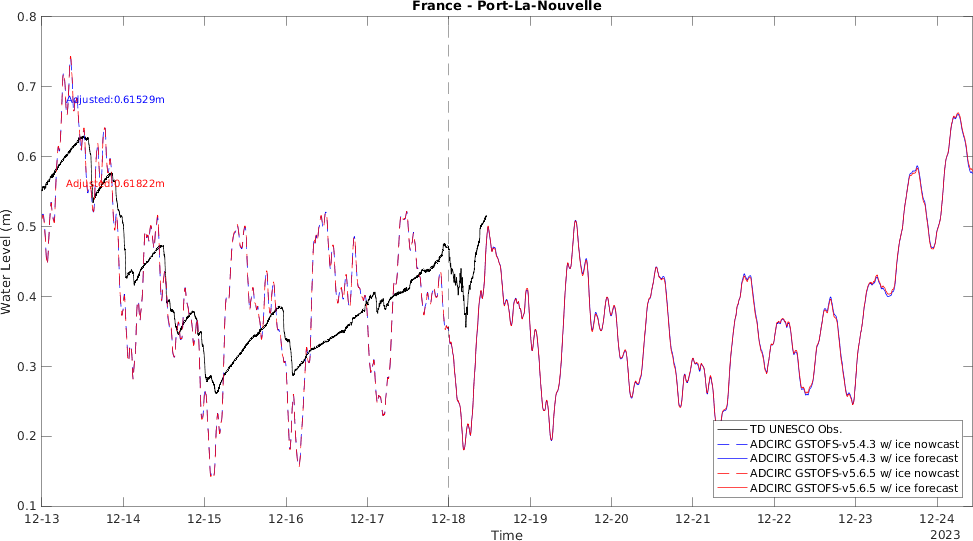 France - Port-La-Nouvelle
Water Level (m)
0.8
0.7
0.6
0.5
0.4
0.3
0.2
0.1
Adjusted:0.61529m
Adjusted:0.61822m
TD UNESCO Obs.
ADCIRC GSTOFS-v5.4.3 w/ ice nowcast
ADCIRC GSTOFS-v5.4.3 w/ ice forecast
ADCIRC GSTOFS-v5.6.5 w/ ice nowcast
ADCIRC GSTOFS-v5.6.5 w/ ice forecast
12-13 12-14 12-15 12-16 12-17 12-18 12-19 12-20 12-21 12-22 12-23 12-24
Time
2023